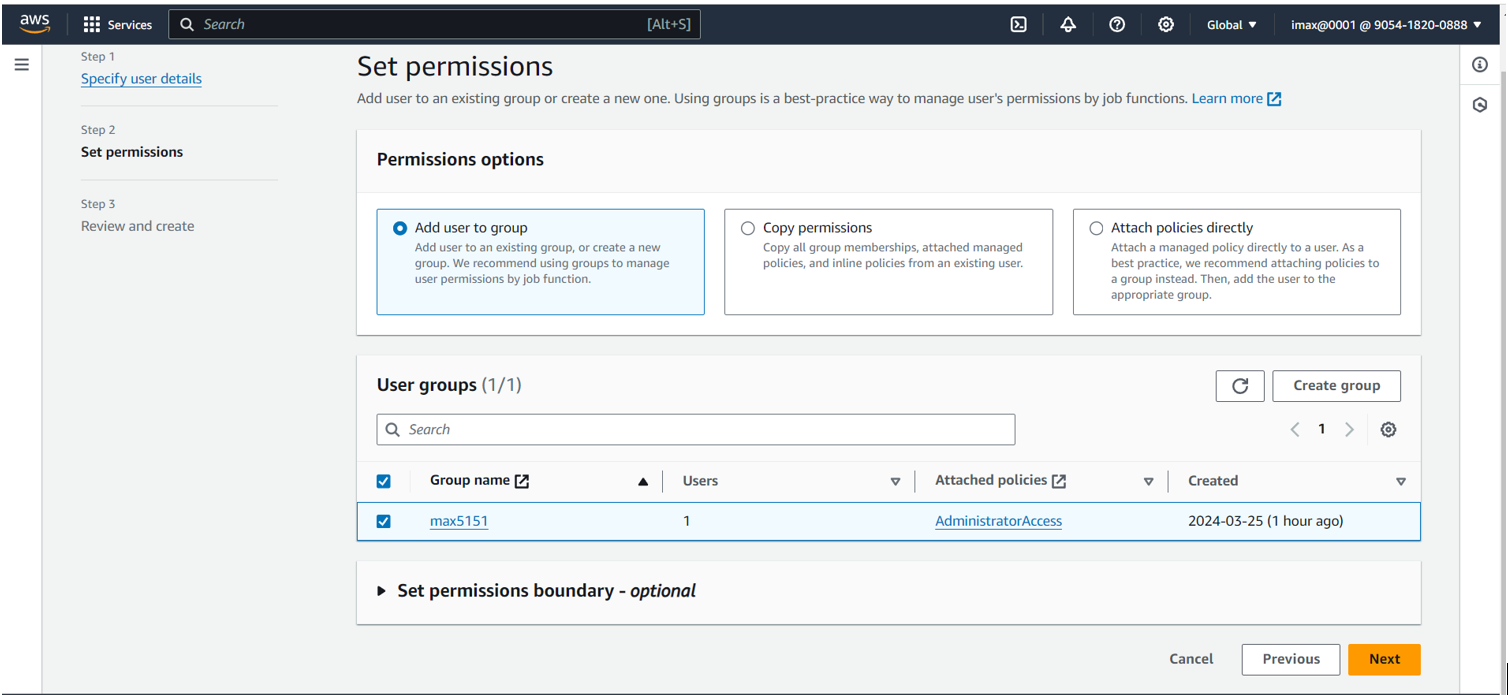 aws Services Search [Alt+S] Global imax@0001 @ 9054-1820-0888
Step 1
Specify user details
Step 2
Set permissions
Step 3
Review and create
Set permissions
Add user to an existing group or create a new one. Using groups is a best-practice way to manage user's permissions by job functions. Learn more
Permissions options
Add user to group
Add user to an existing group, or create a new
group. We recommend using groups to manage
user permissions by job function.
Copy permissions
Copy all group memberships, attached managed
policies, and inline policies from an existing user.
Attach policies directly
Attach a managed policy directly to a user. As a
best practice, we recommend attaching policies to
a group instead. Then, add the user to the
appropriate group.
User groups (1/1)
Create group
Search
1
Group name Users Attached policies Created
max5151 1 AdministratorAccess 2024-03-25 (1 hour ago)
Set permissions boundary - optional
Cancel Previous Next